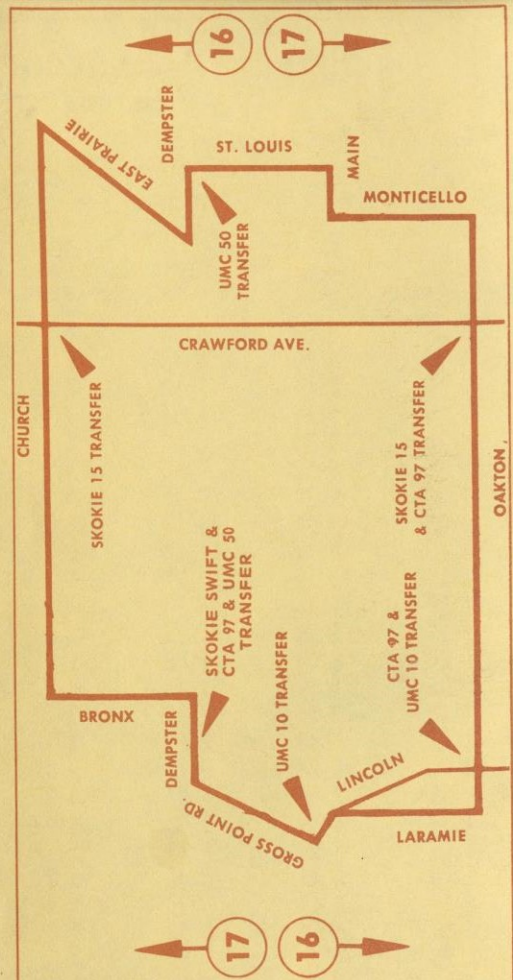 16
17
EAST PRAIRIE
DEMPSTER
ST. LOUIS
MAIN
MONTICELLO
UMC 50
TRANSFER
CRAWFORD AVE.
CHURCH
SKOKIE 15 TRANSFER
SKOKIE 15
& CTA 97 TRANSFER
OAKTON
SKOKIE SWIFT &
CTA 97 & UMC 50
TRANSFER
BRONX
DEMPSTER
UMC 10 TRANSFER
CTA 97 &
UMC 10 TRANSFER
LINCOLN
GROSS POINT RD.
LARAMIE
17
16